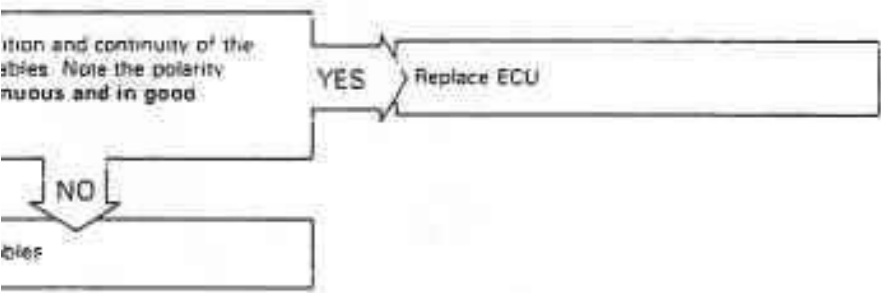 ition and continuity of the
ables. Note the polarity
nuous and in good
YES
Replace ECU
NO
bles